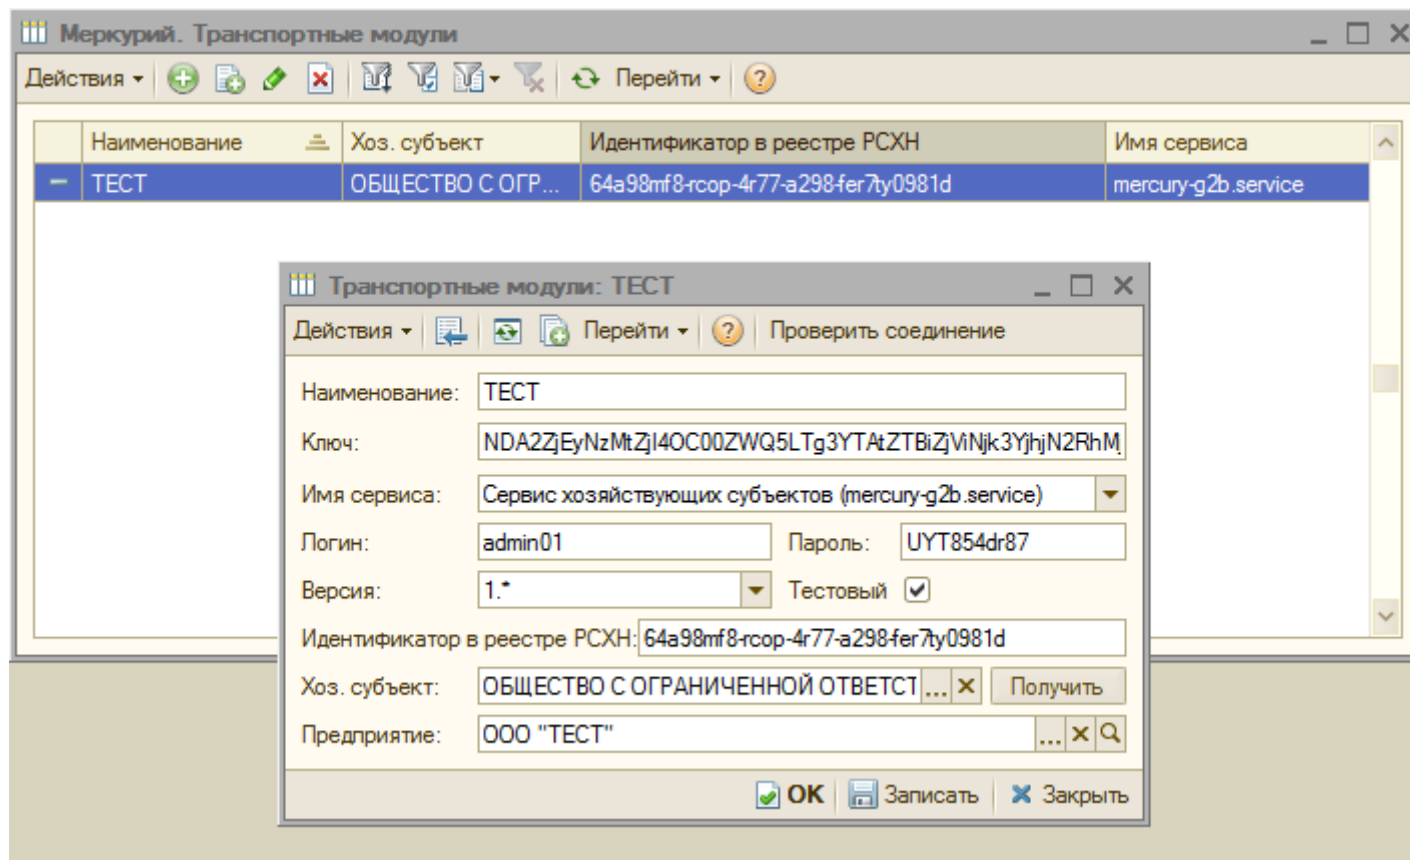 Меркурий. Транспортные модули
Действия Перейти
Наименование Хоз. субъект Идентификатор в реестре РСХН Имя сервиса
ТЕСТ ОБЩЕСТВО С ОГР... 64a98mf8-rcop-4r77-a298-fer7ty0981d mercury-g2b.service
Транспортные модули: ТЕСТ
Действия Перейти Проверить соединение
Наименование: ТЕСТ
Ключ: NDA2ZjEyNzMtZjI4OC00ZWQ5LTg3YTAtZTBiZjViNjk3YjhjN2RhM
Имя сервиса: Сервис хозяйствующих субъектов (mercury-g2b.service)
Логин: admin01 Пароль: UYT854dr87
Версия: 1.* Тестовый
Идентификатор в реестре РСХН: 64a98mf8-rcop-4r77-a298-fer7ty0981d
Хоз. субъект: ОБЩЕСТВО С ОГРАНИЧЕННОЙ ОТВЕТСТ ... Получить
Предприятие: ООО "ТЕСТ" ...
ОК Записать Закрыть